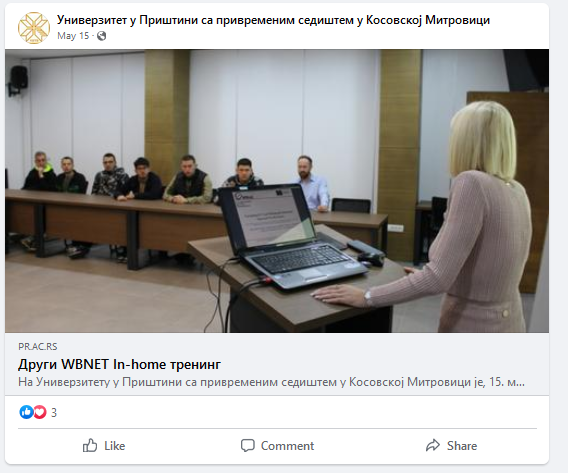 Универзитет у Приштини са привременим седиштем у Косовској Митровици
May 15 ·
PR.AC.RS
Други WBNET In-home тренинг
На Универзитету у Приштини са привременим седиштем у Косовској Митровици је, 15. м...
3
Like
Comment
Share